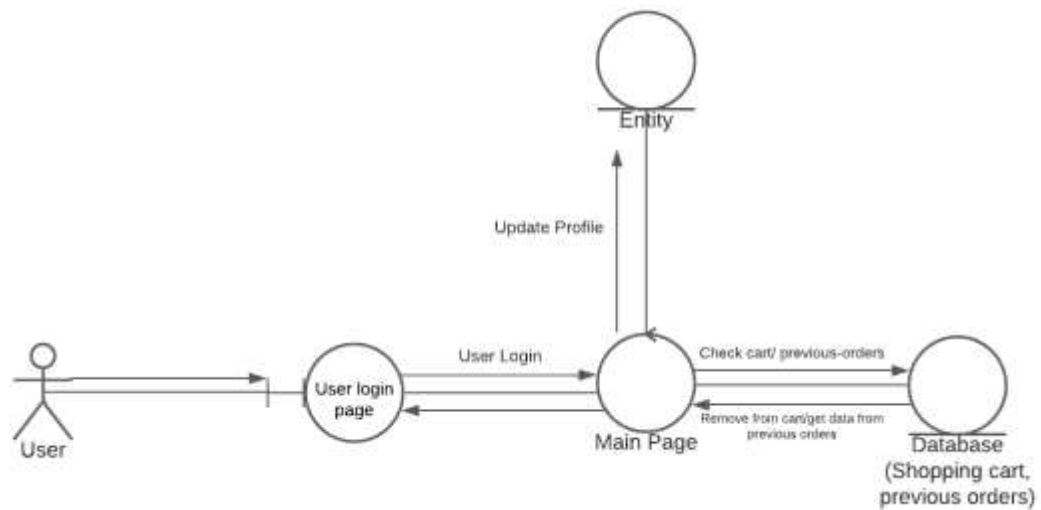 Entity
Update Profile
User Login
Check cart/ previous-orders
User login
page
Remove from cart/get data from
previous orders
User
Main Page
Database
(Shopping cart,
previous orders)